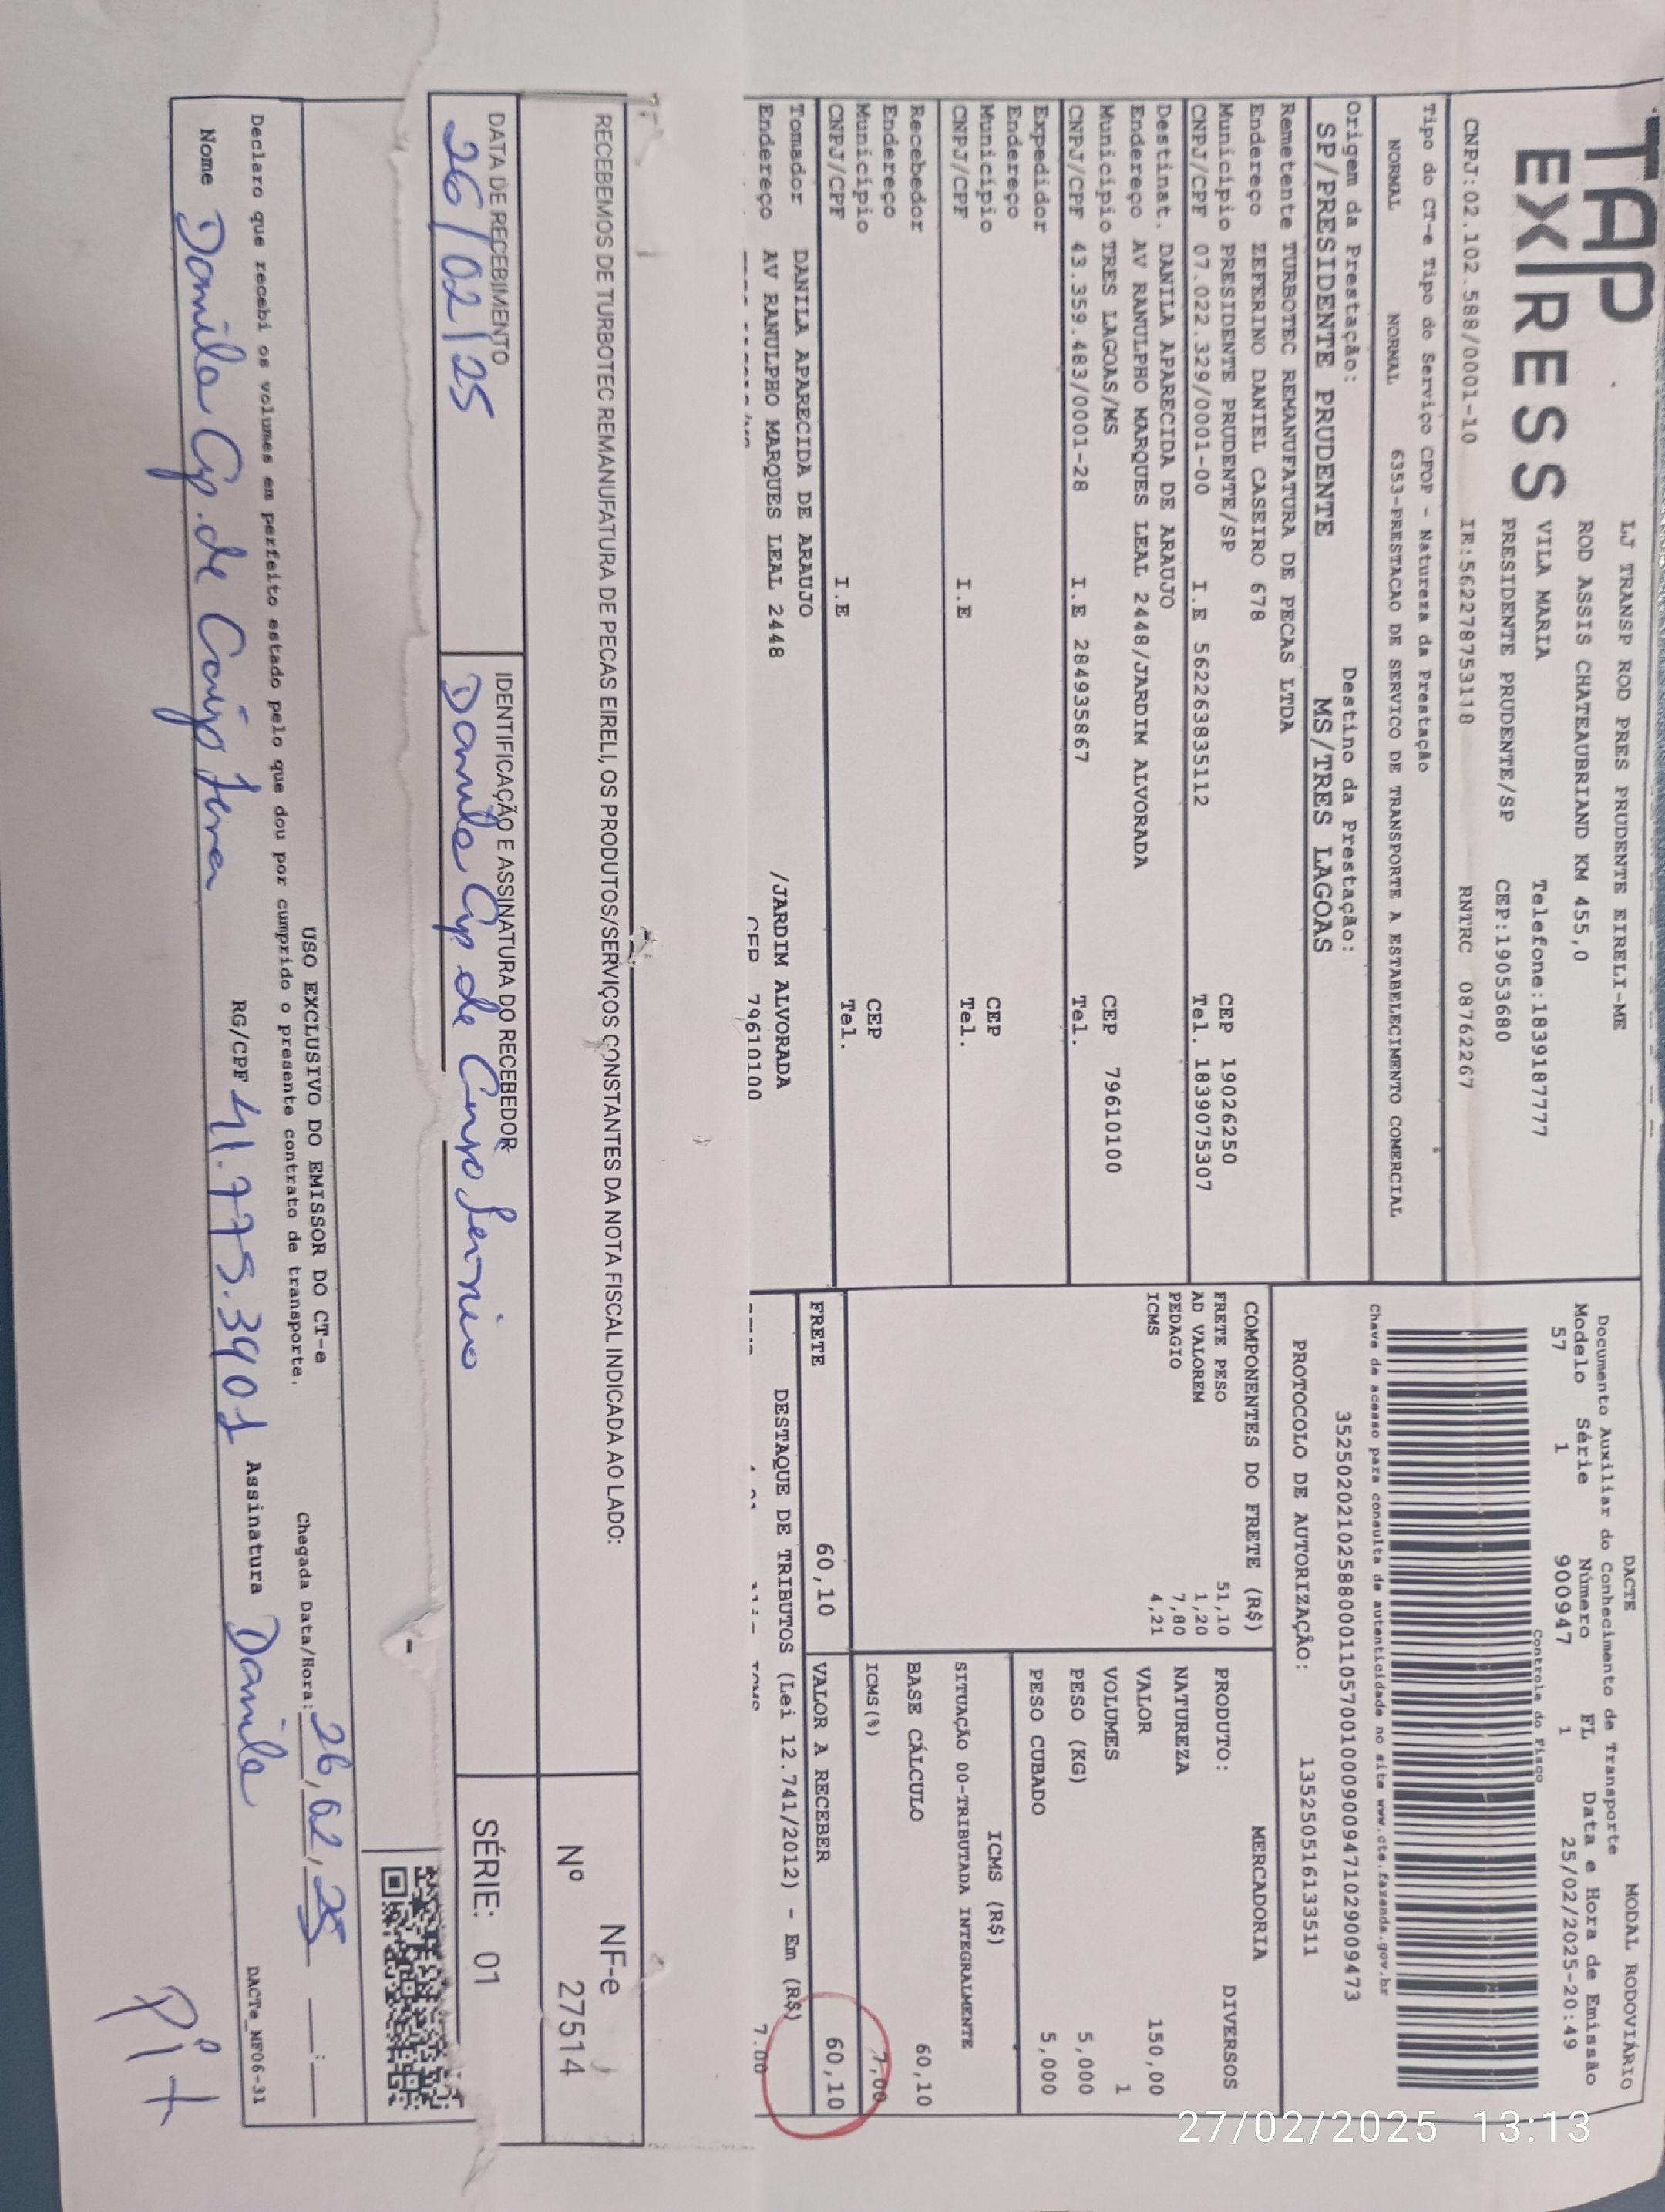 TAP
EXPRESS
LJ TRANSP ROD PRES PRUDENTE EIRELI-ME
ROD ASSIS CHATEAUBRIAND KM 455,0
VILA MARIA Telefone:1839187777
PRESIDENTE PRUDENTE/SP CEP:19053680
CNPJ:02.102.588/0001-10 IE:562278753118 RNTRC 08762267
DACTE MODAL RODOVIÁRIO
Documento Auxiliar do Conhecimento de Transporte
Modelo Série Número FL Data e Hora de Emissão
57 1 900947 1 25/02/2025-20:49
Controle do Fisco
Chave de acesso para consulta de autenticidade no site www.cte.fazenda.gov.br
35250202102588000110570010009009471029009473
PROTOCOLO DE AUTORIZAÇÃO: 135250516133511
Tipo do CT-e Tipo do Serviço CFOP - Natureza da Prestação
NORMAL NORMAL 6353-PRESTACAO DE SERVICO DE TRANSPORTE A ESTABELECIMENTO COMERCIAL
Origem da Prestação: Destino da Prestação:
SP/PRESIDENTE PRUDENTE MS/TRES LAGOAS
Remetente TURBOTEC REMANUFATURA DE PECAS LTDA
Endereço ZEFERINO DANIEL CASEIRO 678
Município PRESIDENTE PRUDENTE/SP CEP 19026250
CNPJ/CPF 07.022.329/0001-00 I.E 562263835112 Tel. 1839075307
Destinat. DANILA APARECIDA DE ARAUJO
Endereço AV RANULPHO MARQUES LEAL 2448/JARDIM ALVORADA
Município TRES LAGOAS/MS CEP 79610100
CNPJ/CPF 43.359.483/0001-28 I.E 284935867 Tel.
Expedidor
Endereço
Município CEP
CNPJ/CPF I.E Tel.
Recebedor
Endereço
Município CEP
CNPJ/CPF I.E Tel.
Tomador DANILA APARECIDA DE ARAUJO
Endereço AV RANULPHO MARQUES LEAL 2448 /JARDIM ALVORADA
CEP 79610100
COMPONENTES DO FRETE (R$)
FRETE PESO 51,10
AD VALOREM 1,20
PEDAGIO 7,80
ICMS 4,21
MERCADORIA
PRODUTO: DIVERSOS
NATUREZA
VALOR 150,00
VOLUMES 1
PESO (KG) 5,000
PESO CUBADO 5,000
ICMS (R$)
SITUAÇÃO 00-TRIBUTADA INTEGRALMENTE
BASE CÁLCULO 60,10
ICMS(%) 7,00
FRETE 60,10 VALOR A RECEBER 60,10
DESTAQUE DE TRIBUTOS (Lei 12.741/2012) - Em (R$)
7.00
RECEBEMOS DE TURBOTEC REMANUFATURA DE PECAS EIRELI, OS PRODUTOS/SERVIÇOS CONSTANTES DA NOTA FISCAL INDICADA AO LADO:
NF-e
Nº 27514
SÉRIE: 01
DATA DE RECEBIMENTO IDENTIFICAÇÃO E ASSINATURA DO RECEBEDOR
26/02/25 Danila Ap de
USO EXCLUSIVO DO EMISSOR DO CT-e
Declaro que recebi os volumes em perfeito estado pelo que dou por cumprido o presente contrato de transporte.
Chegada Data/Hora: 26,02,25 __:__
Nome Danila Ap. de RG/CPF 41.775.3901 Assinatura Danila
DACTe_MF06-31
Pit
27/02/2025 13:13